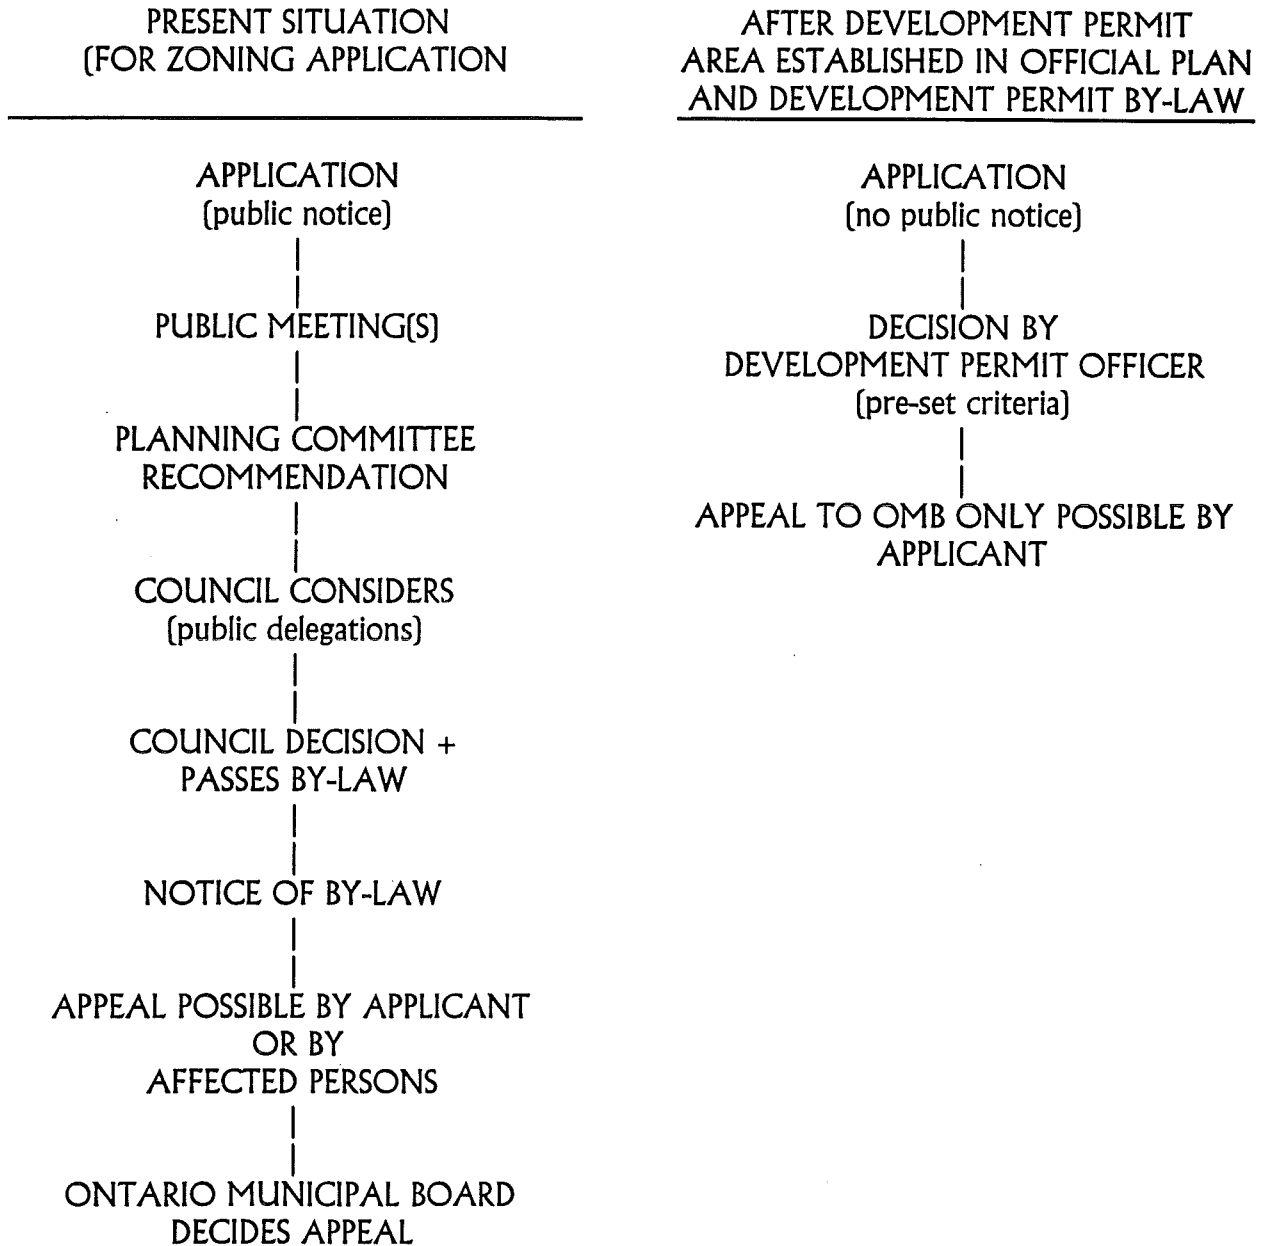 PRESENT SITUATION
(FOR ZONING APPLICATION
APPLICATION
(public notice)
PUBLIC MEETING(S)
PLANNING COMMITTEE
RECOMMENDATION
COUNCIL CONSIDERS
(public delegations)
COUNCIL DECISION +
PASSES BY-LAW
NOTICE OF BY-LAW
APPEAL POSSIBLE BY APPLICANT
OR BY
AFFECTED PERSONS
ONTARIO MUNICIPAL BOARD
DECIDES APPEAL
AFTER DEVELOPMENT PERMIT
AREA ESTABLISHED IN OFFICIAL PLAN
AND DEVELOPMENT PERMIT BY-LAW
APPLICATION
(no public notice)
DECISION BY
DEVELOPMENT PERMIT OFFICER
(pre-set criteria)
APPEAL TO OMB ONLY POSSIBLE BY
APPLICANT